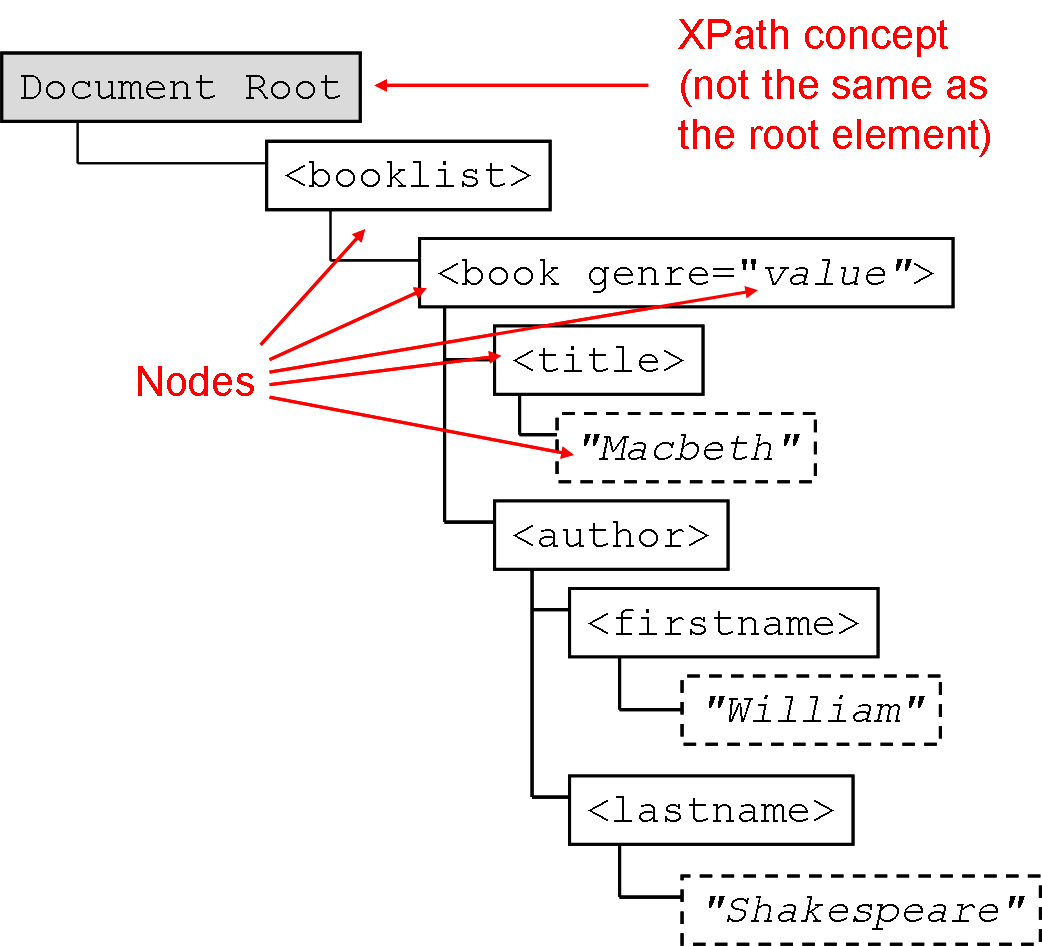 XPath concept
(not the same as
the root element)
Document Root
<booklist>
<book genre="value">
<title>
Nodes
"Macbeth"
<author>
<firstname>
"William"
<lastname>
"Shakespeare"